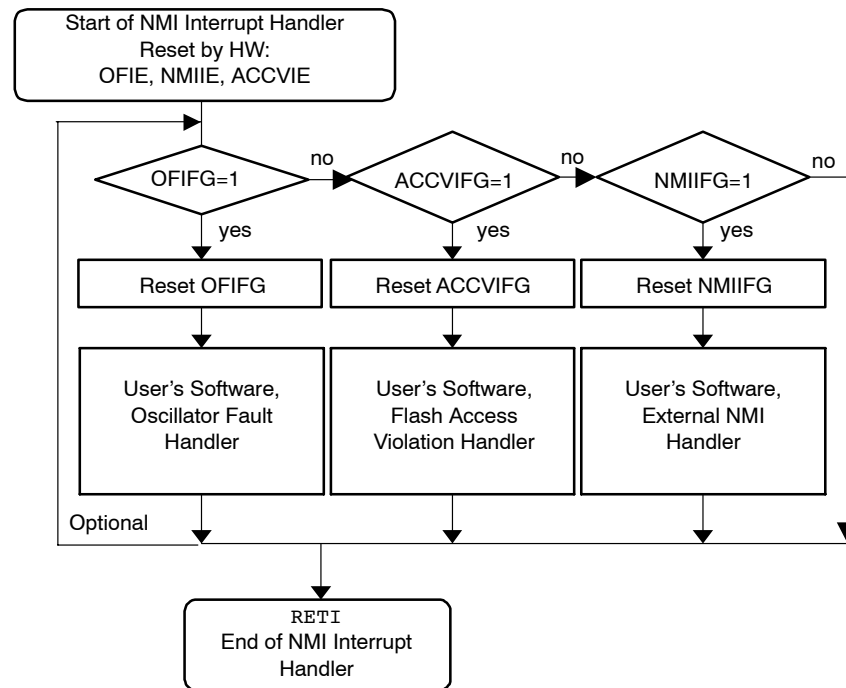 Start of NMI Interrupt Handler
Reset by HW:
OFIE, NMIIE, ACCVIE
OFIFG=1
no
ACCVIFG=1
no
NMIIFG=1
no
yes
yes
yes
Reset OFIFG
Reset ACCVIFG
Reset NMIIFG
User's Software,
Oscillator Fault
Handler
User's Software,
Flash Access
Violation Handler
User's Software,
External NMI
Handler
Optional
RETI
End of NMI Interrupt
Handler